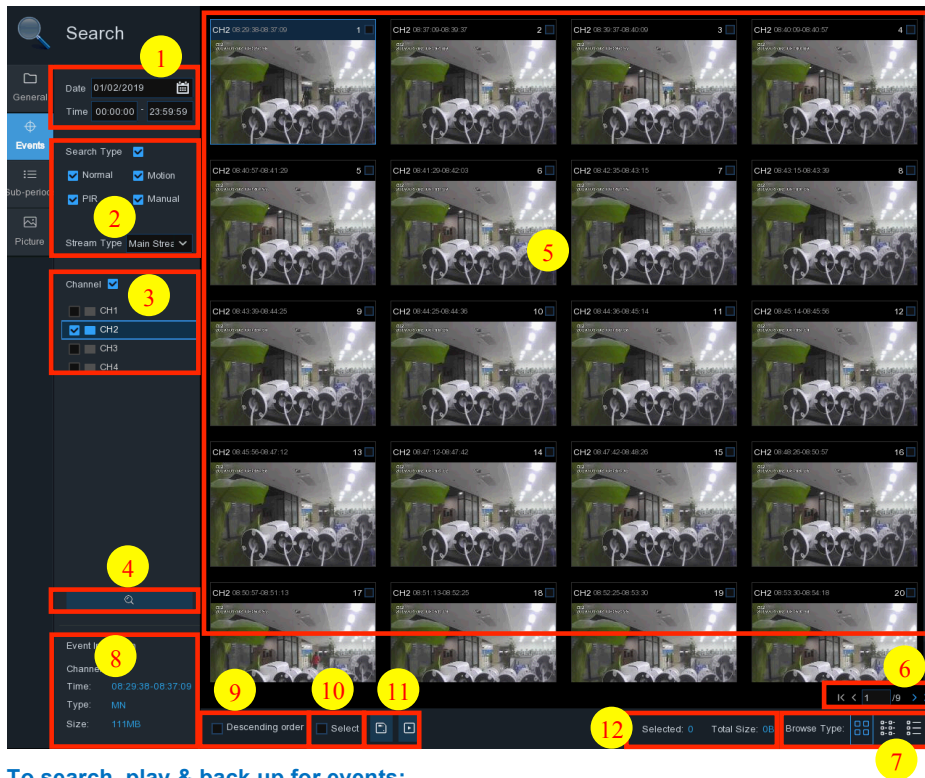 Search
1
General
Date 01/02/2019
Time 00:00:00 - 23:59:59
Events
Search Type
Normal Motion
PIR Manual
2
Sub-period
Picture
Stream Type Main Strea
Channel
3
CH1
CH2
CH3
CH4
4
CH2 08:29:38-08:37:09 1
CH2 08:37:09-08:39:37 2
CH2 08:39:37-08:40:09 3
CH2 08:40:09-08:40:57 4
CH2 08:40:57-08:41:29 5
CH2 08:41:29-08:42:03 6
CH2 08:42:35-08:43:15 7
CH2 08:43:15-08:43:39 8
5
CH2 08:43:39-08:44:25 9
CH2 08:44:25-08:44:36 10
CH2 08:44:36-08:45:14 11
CH2 08:45:14-08:45:56 12
CH2 08:45:56-08:47:12 13
CH2 08:47:12-08:47:42 14
CH2 08:47:42-08:48:26 15
CH2 08:48:26-08:50:57 16
CH2 08:50:57-08:51:13 17
CH2 08:51:13-08:52:25 18
CH2 08:52:25-08:53:30 19
CH2 08:53:30-08:54:18 20
Event
8
Time: 08:29:38-08:37:09
Type: MN
Size: 111MB
6
1 /9
9
Descending order
10
Select
11
12
Selected: 0 Total Size: 0B
Browse Type:
7
To search, play & back up for events: